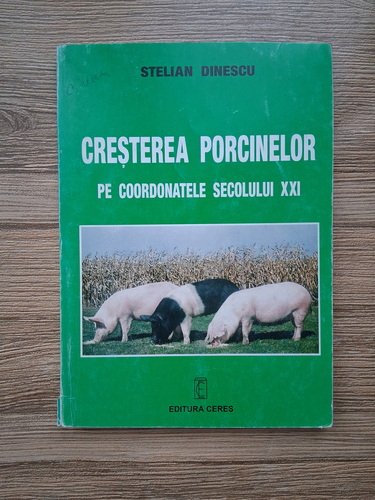 STELIAN DINESCU
CREȘTEREA PORCINELOR
PE COORDONATELE SECOLULUI XXI
EDITURA CERES